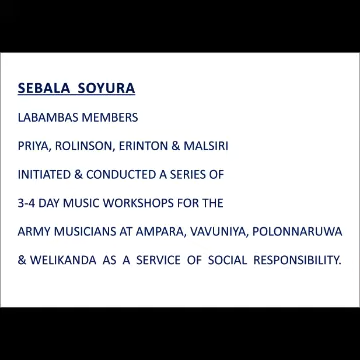 SEBALA SOYURA
LABAMBAS MEMBERS
PRIYA, ROLINSON, ERINTON & MALSIRI
INITIATED & CONDUCTED A SERIES OF
3-4 DAY MUSIC WORKSHOPS FOR THE
ARMY MUSICIANS AT AMPARA, VAVUNIYA, POLONNARUWA
& WELIKANDA AS A SERVICE OF SOCIAL RESPONSIBILITY.